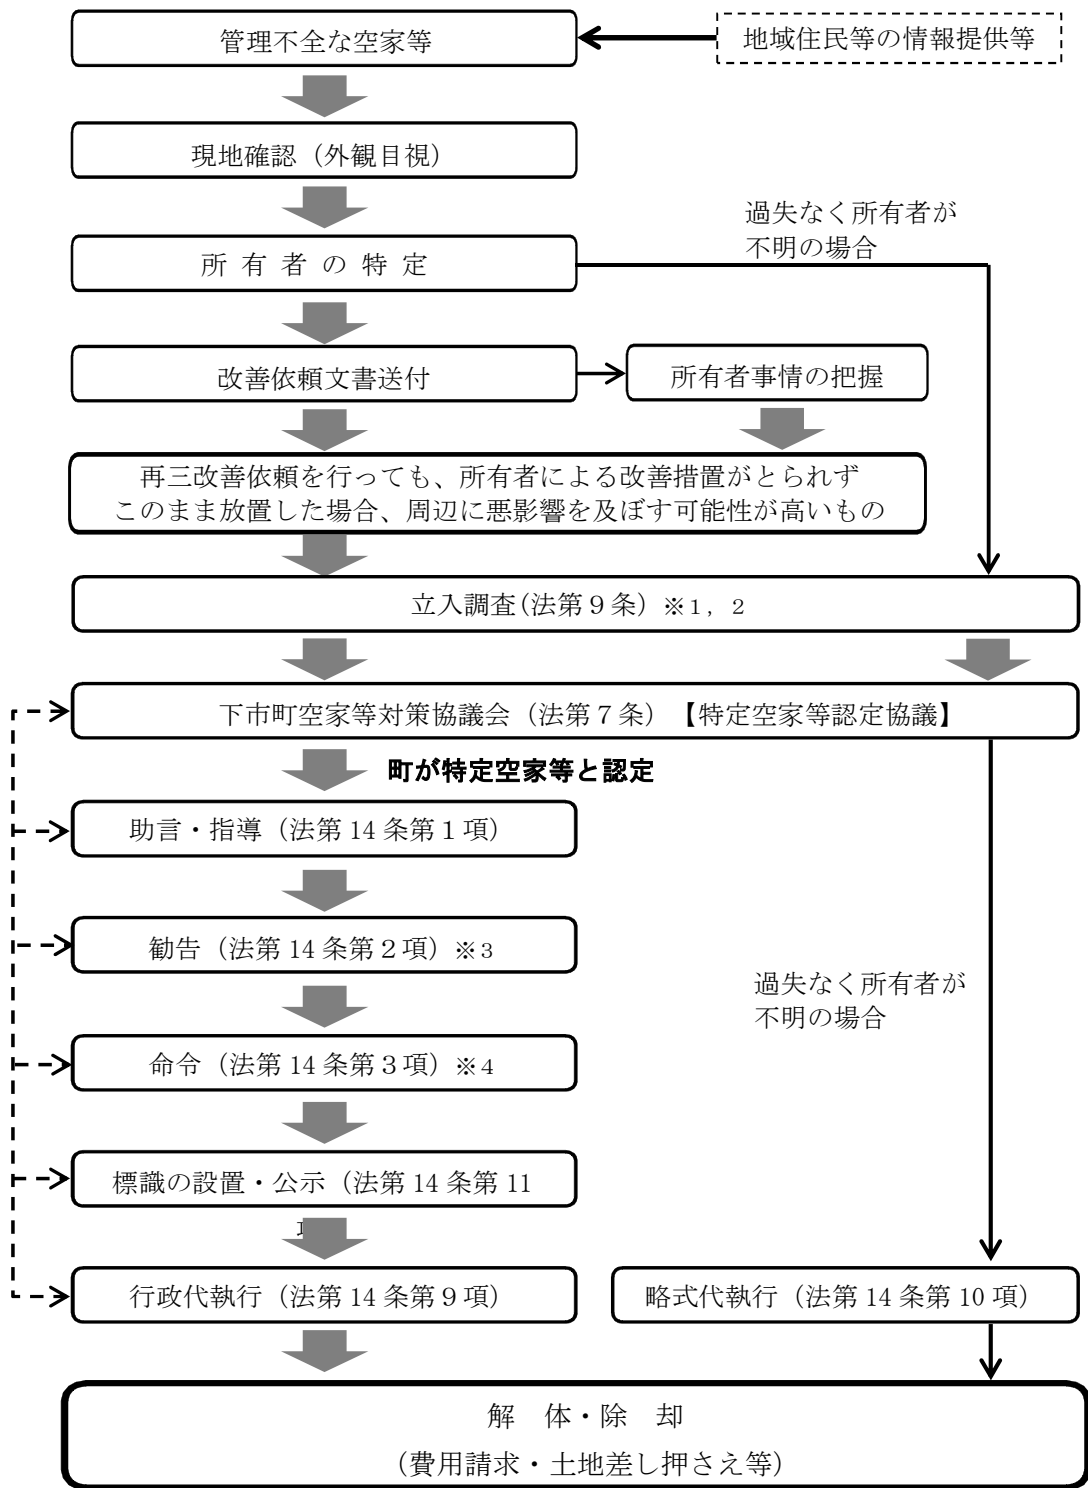 管理不全な空家等
地域住民等の情報提供等
現地確認（外観目視）
過失なく所有者が
不明の場合
所 有 者 の 特 定
改善依頼文書送付
所有者事情の把握
再三改善依頼を行っても、所有者による改善措置がとられず
このまま放置した場合、周辺に悪影響を及ぼす可能性が高いもの
立入調査（法第９条）※１，２
下市町空家等対策協議会（法第７条）【特定空家等認定協議】
町が特定空家等と認定
助言・指導（法第 14 条第１項）
勧告（法第 14 条第２項）※３
過失なく所有者が
不明の場合
命令（法第 14 条第３項）※４
標識の設置・公示（法第 14 条第 11
行政代執行（法第 14 条第９項）
略式代執行（法第 14 条第 10 項）
解　体・除　却
（費用請求・土地差し押さえ等）